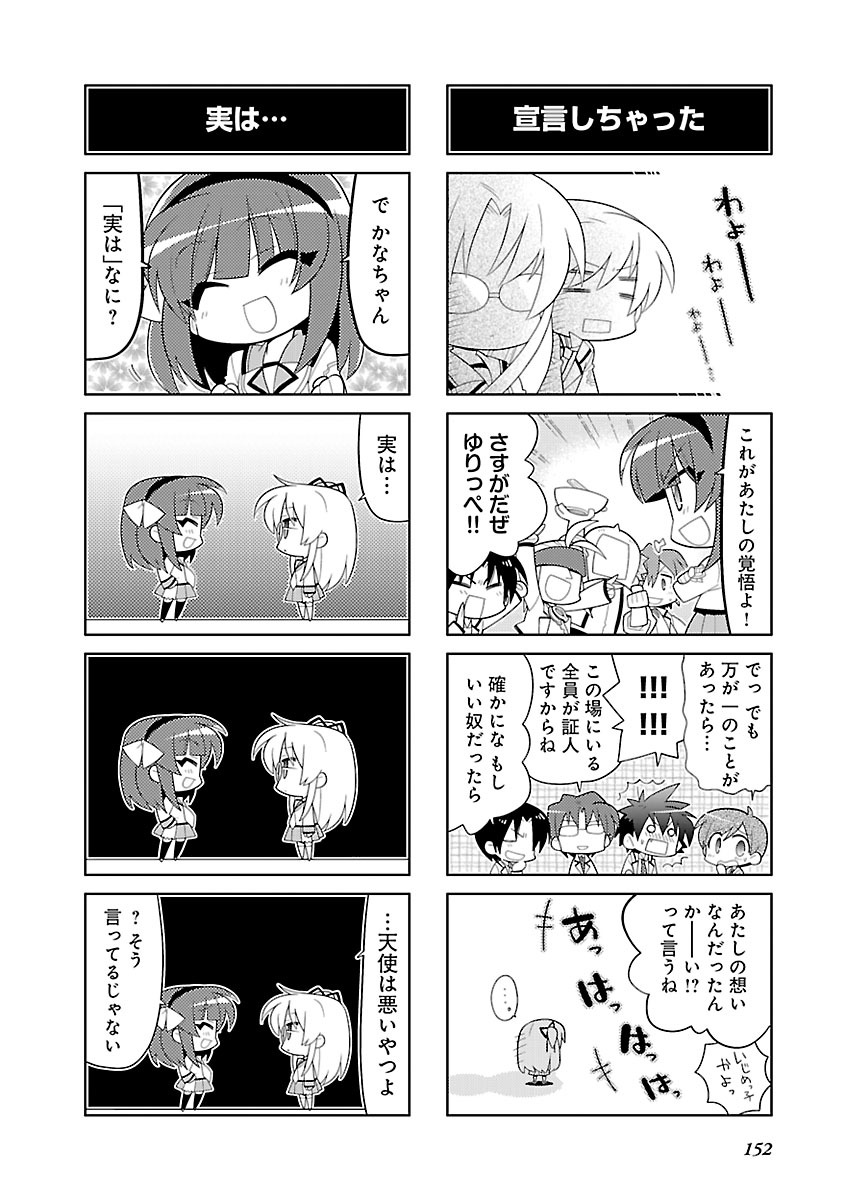 宣言しちゃった
わよーー
わよーー
わよーー
これがあたしの覚悟よ!
さすがだぜ
ゆりっぺ!!
でっ でも
万が一のことが
あったら…
!!!
!!!
この場にいる
全員が証人
ですからね
確かにな もし
いい奴だったら
あたしの想い
なんだったん
かーーい!?
って言うね
いじめっ子
かよっ
あっ
はっ
はっ
はっ
……。
実は…
で かなちゃん
「実は」なに?
実は…
…天使は悪いやつよ
? そう
言ってるじゃない
152